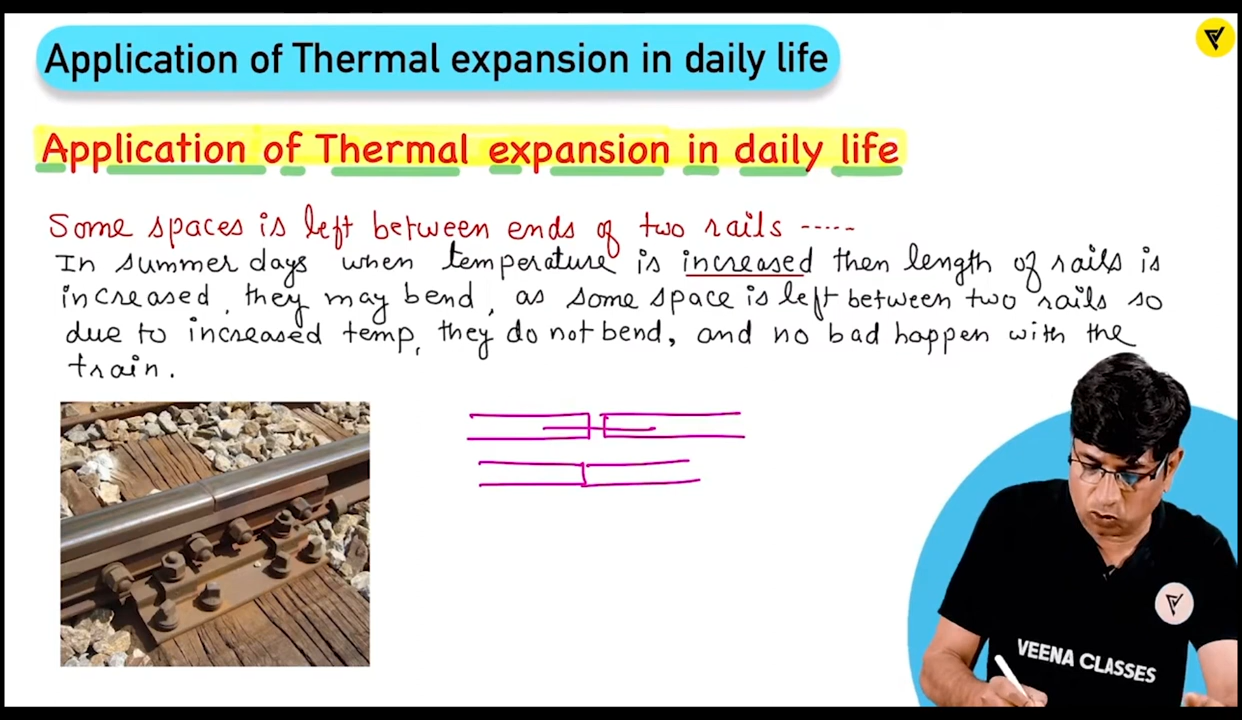 Application of Thermal expansion in daily life
Application of Thermal expansion in daily life
Some spaces is left between ends of two rails -----
In summer days when temperature is increased then length of rails is
increased, they may bend, as some space is left between two rails so
due to increased temp, they do not bend, and no bad happen with the
train.
VEENA CLASSES